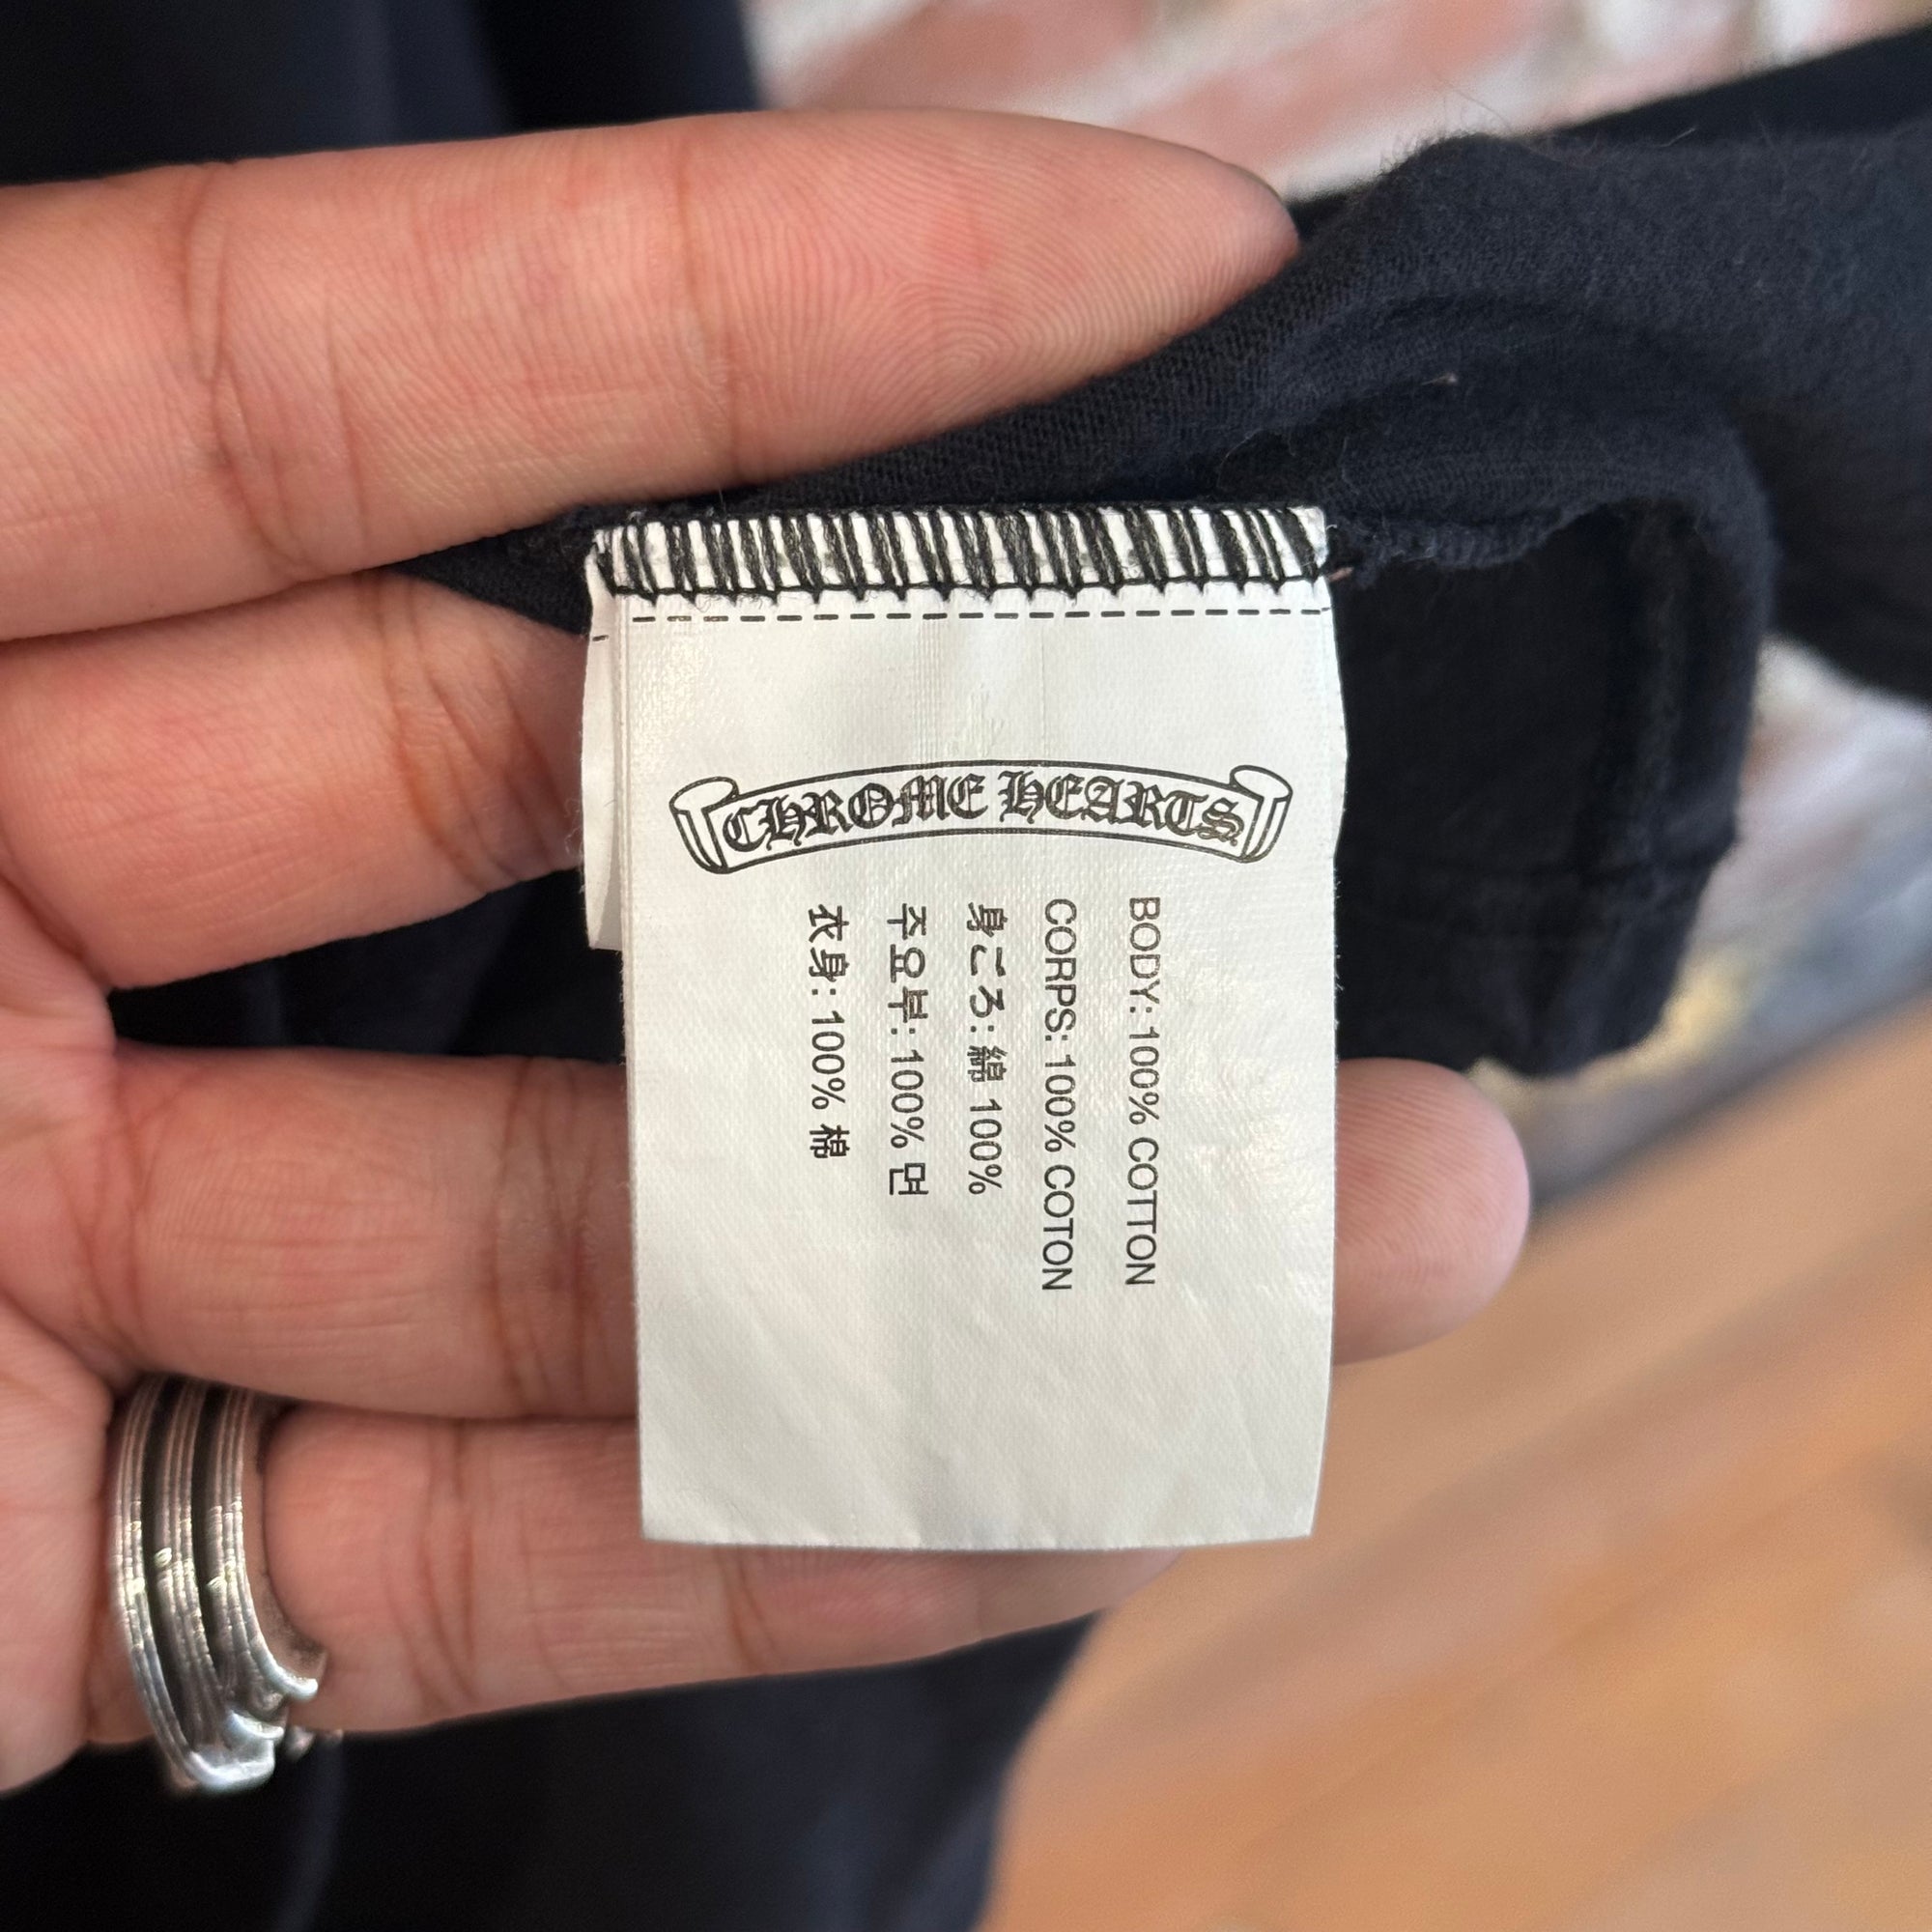 CHROME HEARTS
BODY: 100% COTTON
CORPS: 100% COTON
身ごろ: 綿 100%
주요부: 100% 면
衣身: 100% 棉